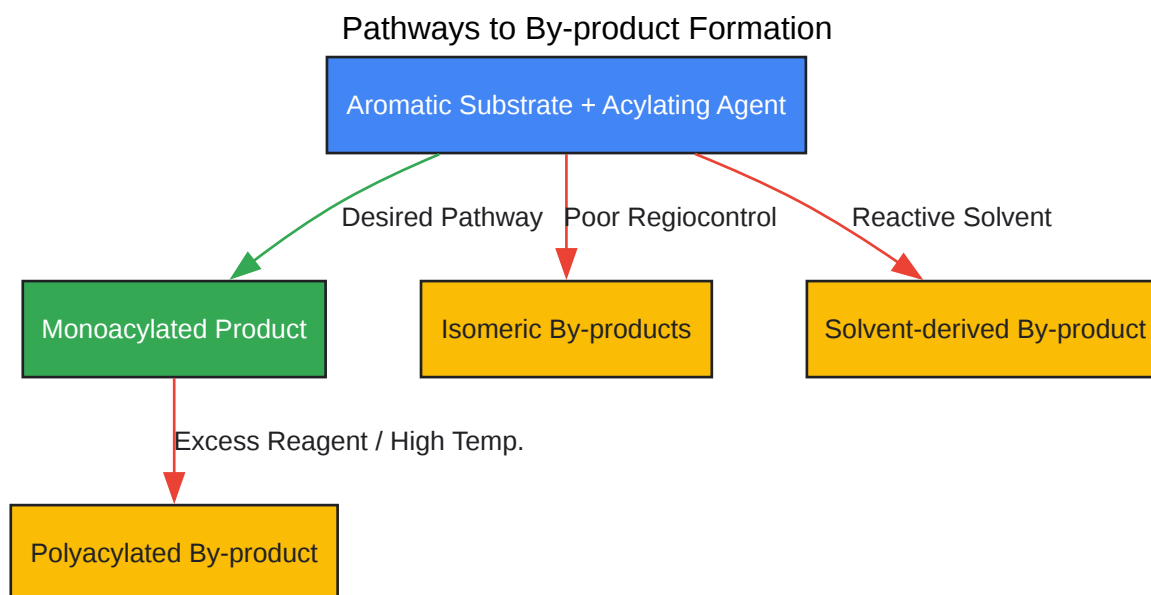 Pathways to By-product Formation
Aromatic Substrate + Acylating Agent
Desired Pathway
Poor Regiocontrol
Reactive Solvent
Monoacylated Product
Isomeric By-products
Solvent-derived By-product
Excess Reagent / High Temp.
Polyacylated By-product